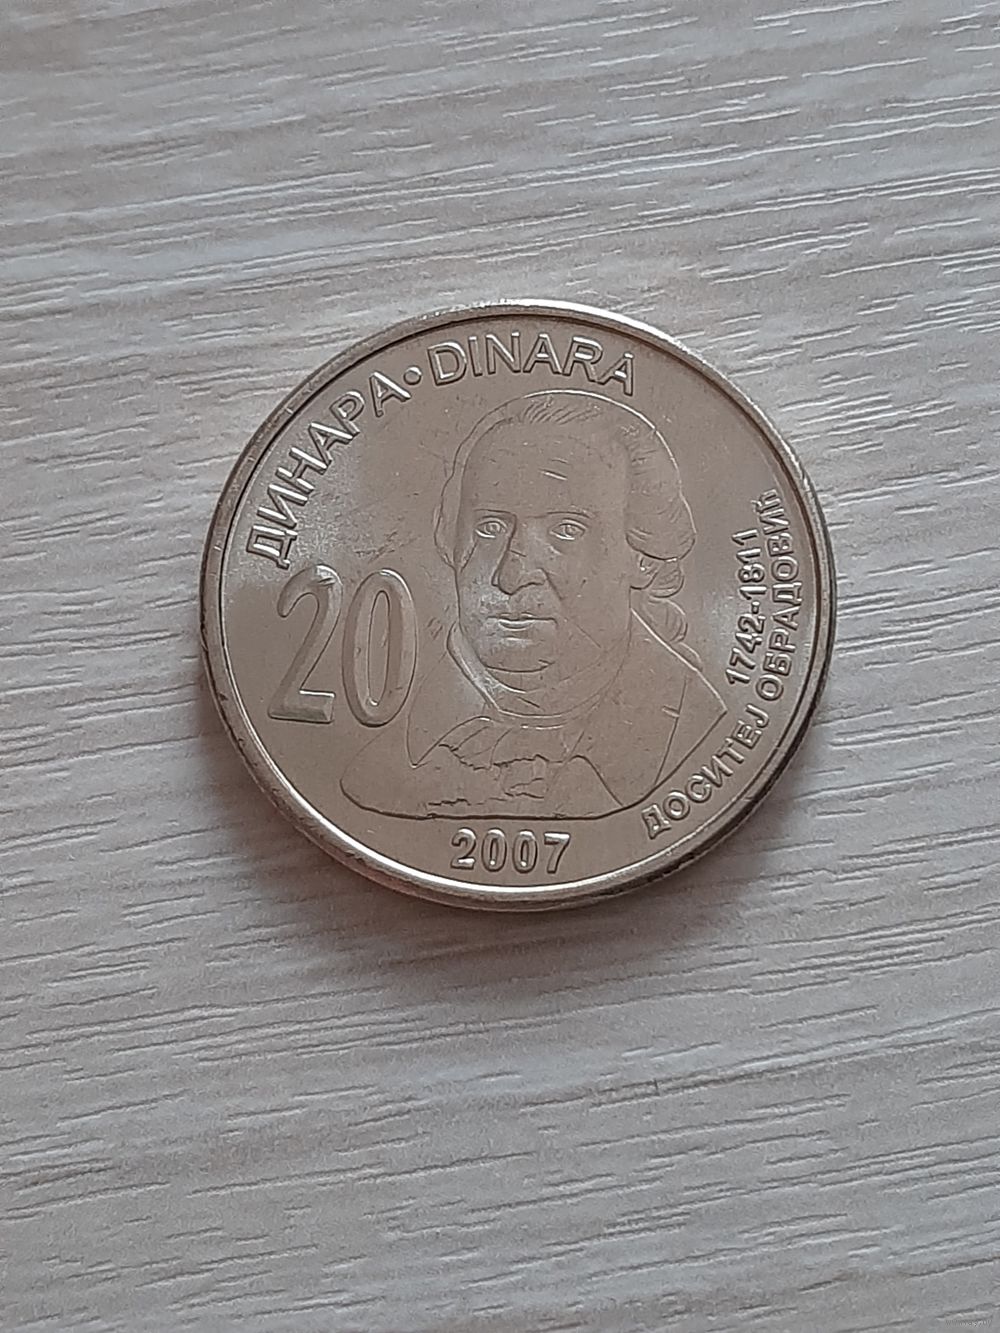 ДИНАРА • DINARA
20
1742-1811
ДОСИТЕЈ ОБРАДОВИЋ
2007